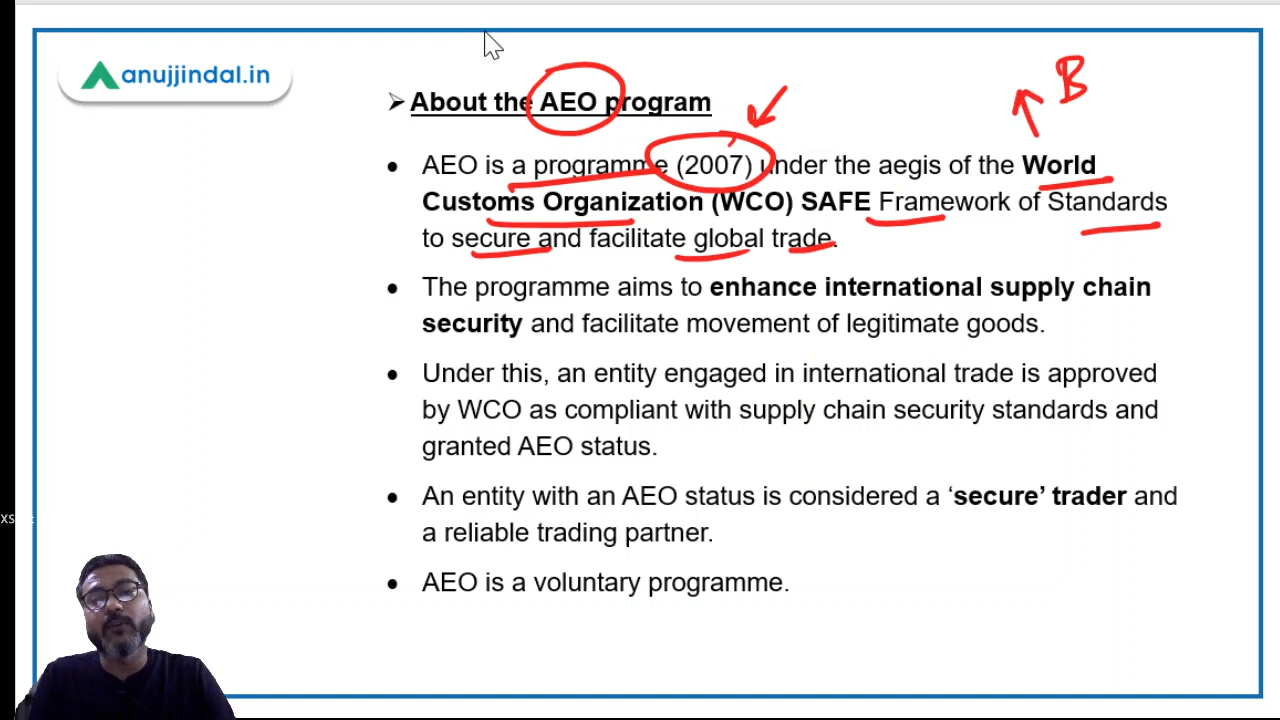 anujjindal.in
➢ About the AEO program
B
• AEO is a programme (2007) under the aegis of the World
Customs Organization (WCO) SAFE Framework of Standards
to secure and facilitate global trade.
• The programme aims to enhance international supply chain
security and facilitate movement of legitimate goods.
• Under this, an entity engaged in international trade is approved
by WCO as compliant with supply chain security standards and
granted AEO status.
• An entity with an AEO status is considered a ‘secure’ trader and
a reliable trading partner.
• AEO is a voluntary programme.